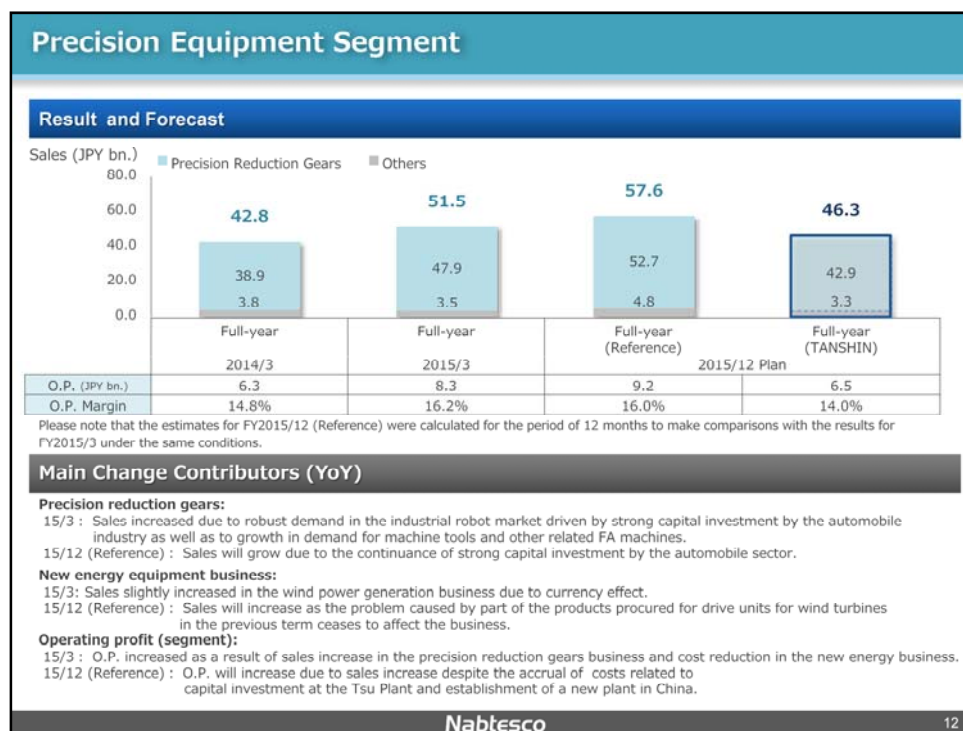 Precision Equipment Segment
Result and Forecast
Sales (JPY bn.)
Precision Reduction Gears Others
80.0
60.0
40.0
20.0
0.0
42.8 51.5 57.6 46.3
38.9 47.9 52.7 42.9
3.8 3.5 4.8 3.3
Full-year Full-year Full-year (Reference) Full-year (TANSHIN)
2014/3 2015/3 2015/12 Plan
O.P. (JPY bn.) 6.3 8.3 9.2 6.5
O.P. Margin 14.8% 16.2% 16.0% 14.0%
Please note that the estimates for FY2015/12 (Reference) were calculated for the period of 12 months to make comparisons with the results for
FY2015/3 under the same conditions.
Main Change Contributors (YoY)
Precision reduction gears:
15/3 : Sales increased due to robust demand in the industrial robot market driven by strong capital investment by the automobile
industry as well as to growth in demand for machine tools and other related FA machines.
15/12 (Reference) : Sales will grow due to the continuance of strong capital investment by the automobile sector.
New energy equipment business:
15/3: Sales slightly increased in the wind power generation business due to currency effect.
15/12 (Reference) : Sales will increase as the problem caused by part of the products procured for drive units for wind turbines
in the previous term ceases to affect the business.
Operating profit (segment):
15/3 : O.P. increased as a result of sales increase in the precision reduction gears business and cost reduction in the new energy business.
15/12 (Reference) : O.P. will increase due to sales increase despite the accrual of costs related to
capital investment at the Tsu Plant and establishment of a new plant in China.
Nabtesco 12